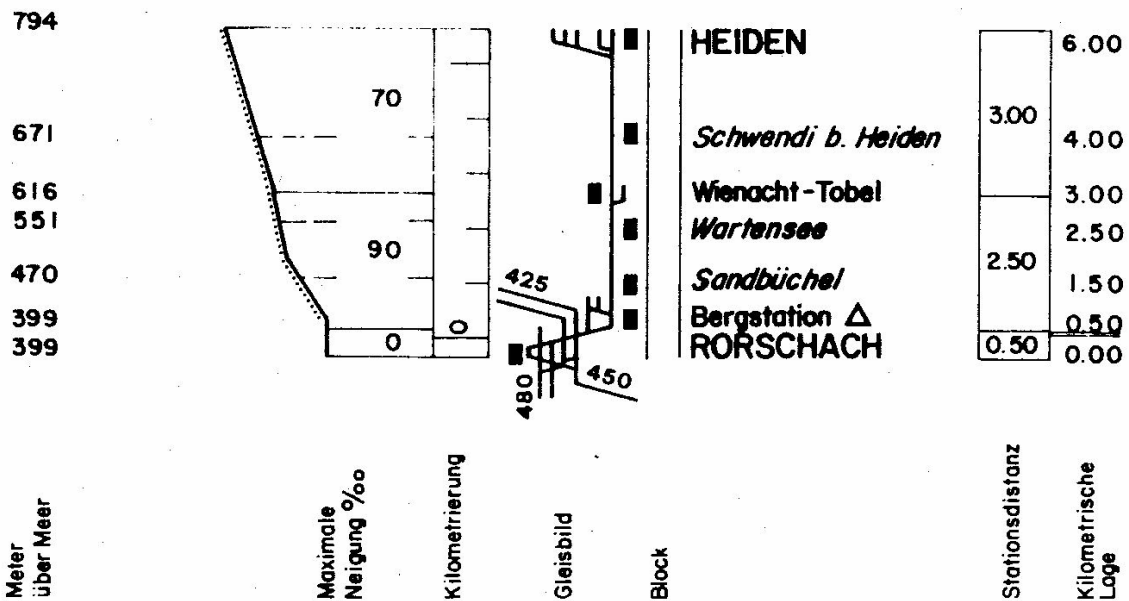 794 HEIDEN 6.00
70 3.00
671 Schwendi b. Heiden 4.00
616 Wienacht-Tobel 3.00
551 Wartensee 2.50
90 2.50
470 425 Sandbüchel 1.50
399 0 Bergstation △ 0.50
399 0 RORSCHACH 0.50 0.00
480 450
Meter
über Meer
Maximale
Neigung ‰
Kilometrierung
Gleisbild
Block
Stationsdistanz
Kilometrische
Lage